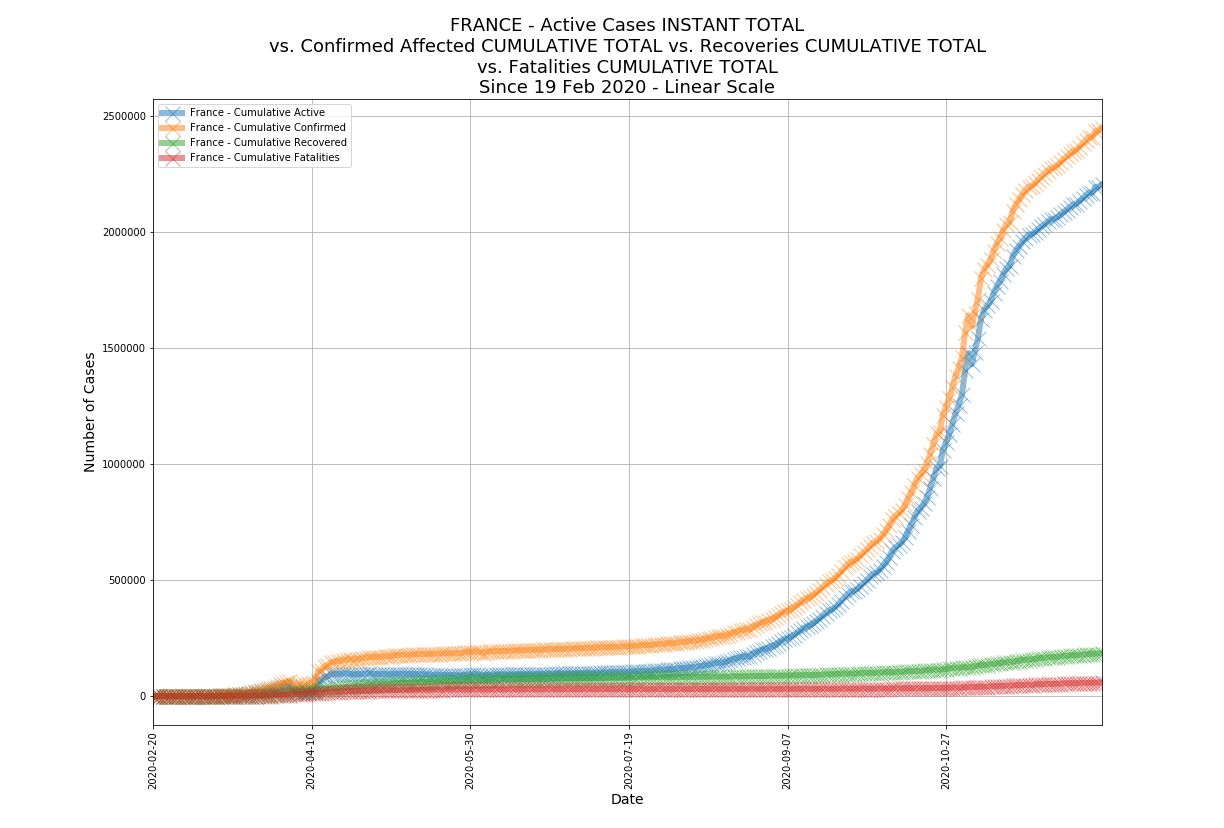 FRANCE - Active Cases INSTANT TOTAL
vs. Confirmed Affected CUMULATIVE TOTAL vs. Recoveries CUMULATIVE TOTAL
vs. Fatalities CUMULATIVE TOTAL
Since 19 Feb 2020 - Linear Scale
France - Cumulative Active
France - Cumulative Confirmed
France - Cumulative Recovered
France - Cumulative Fatalities
2500000
2000000
1500000
1000000
500000
0
Number of Cases
2020-02-20
2020-04-10
2020-05-30
2020-07-19
2020-09-07
2020-10-27
Date